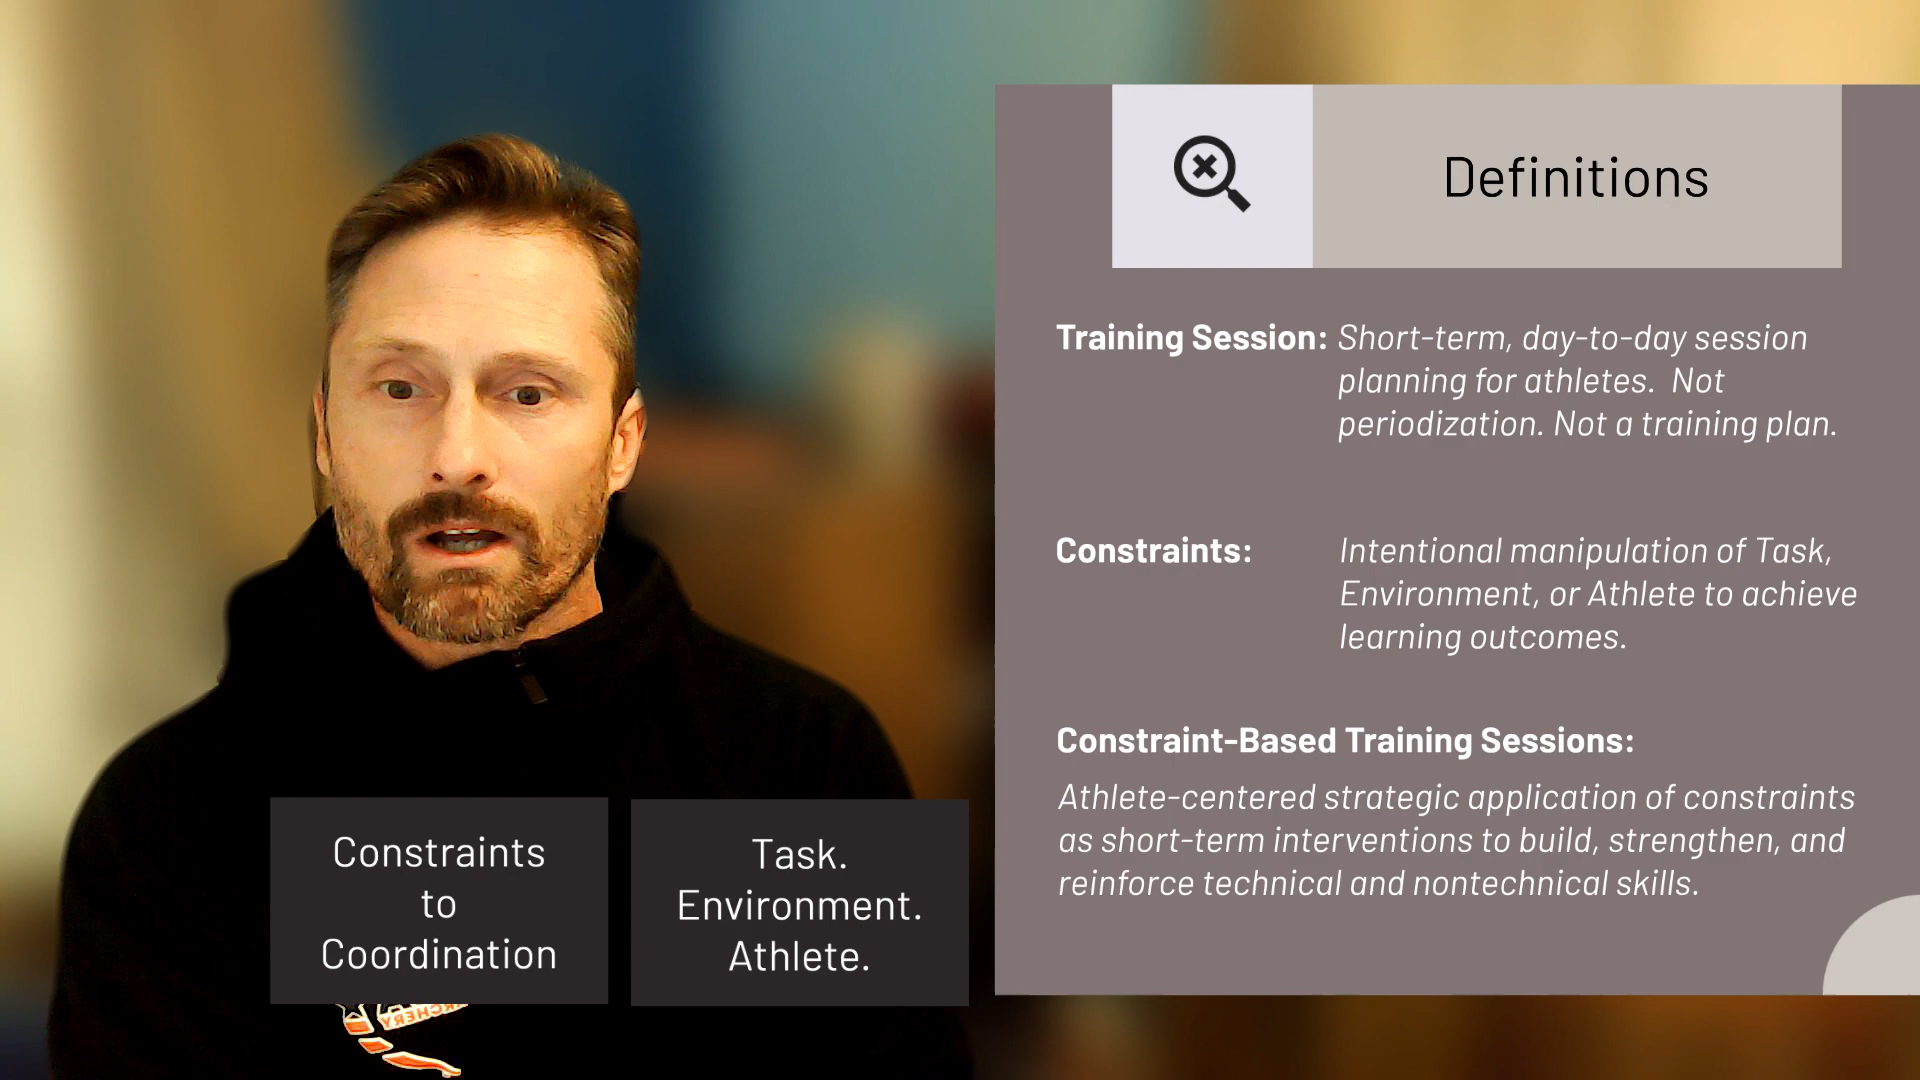 Definitions
Training Session: Short-term, day-to-day session
planning for athletes. Not
periodization. Not a training plan.
Constraints: Intentional manipulation of Task,
Environment, or Athlete to achieve
learning outcomes.
Constraint-Based Training Sessions:
Athlete-centered strategic application of constraints
as short-term interventions to build, strengthen, and
reinforce technical and nontechnical skills.
Constraints
to
Coordination
Task.
Environment.
Athlete.